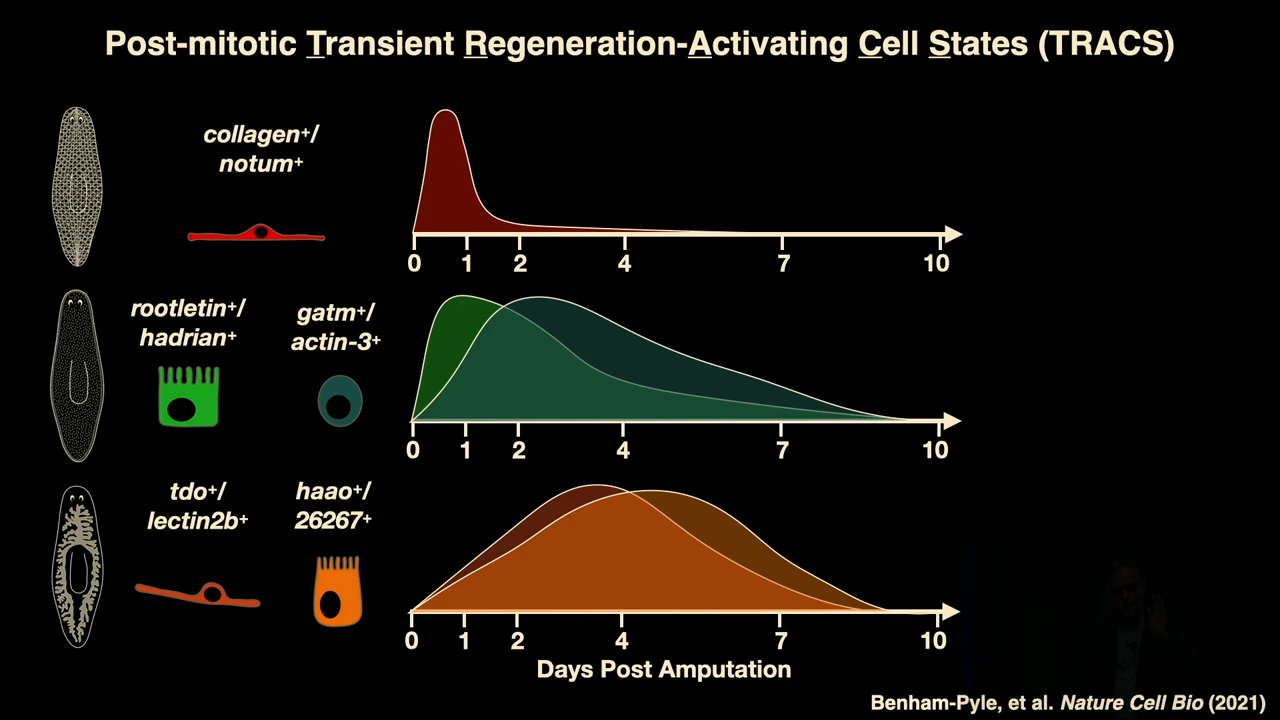 Post-mitotic Transient Regeneration-Activating Cell States (TRACS)
collagen+/
notum+
0 1 2 4 7 10
rootletin+/
hadrian+
gatm+/
actin-3+
0 1 2 4 7 10
tdo+/
lectin2b+
haao+/
26267+
0 1 2 4 7 10
Days Post Amputation
Benham-Pyle, et al. Nature Cell Bio (2021)